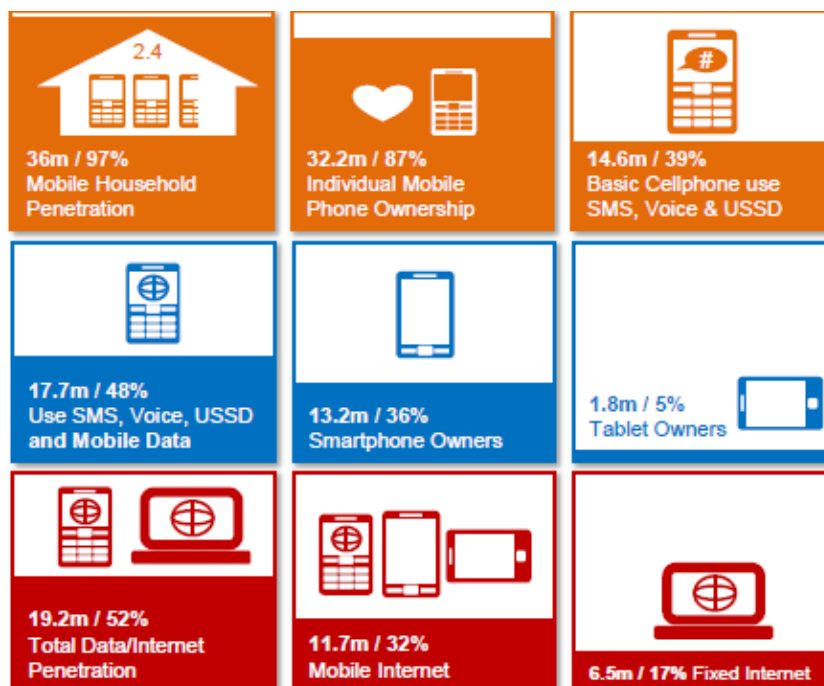 2.4
36m / 97%
Mobile Household
Penetration
32.2m / 87%
Individual Mobile
Phone Ownership
#
14.6m / 39%
Basic Cellphone use
SMS, Voice & USSD
17.7m / 48%
Use SMS, Voice, USSD
and Mobile Data
13.2m / 36%
Smartphone Owners
1.8m / 5%
Tablet Owners
19.2m / 52%
Total Data/Internet
Penetration
11.7m / 32%
Mobile Internet
6.5m / 17% Fixed Internet